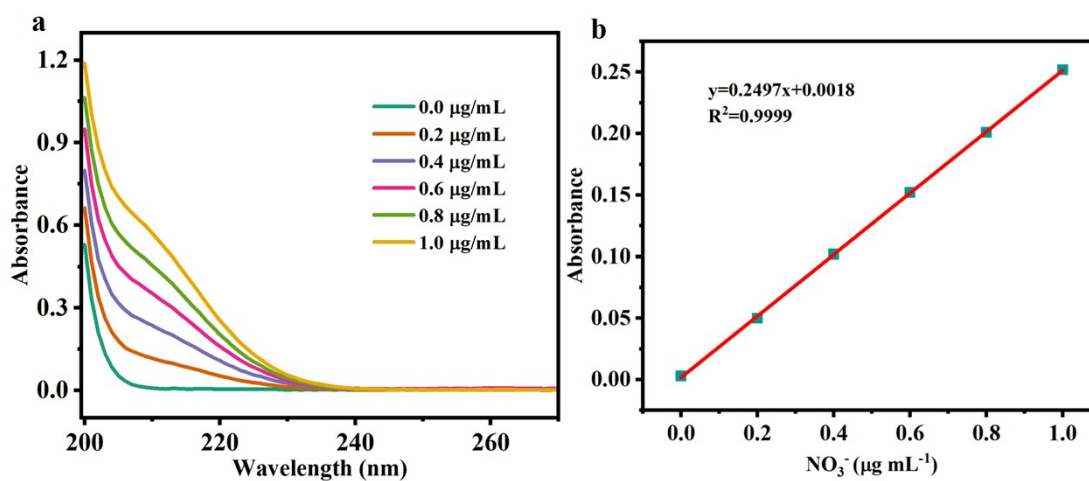 a
1.2
0.9
0.6
0.3
0.0
Absorbance
0.0 μg/mL
0.2 μg/mL
0.4 μg/mL
0.6 μg/mL
0.8 μg/mL
1.0 μg/mL
200
220
240
260
Wavelength (nm)
b
0.25
0.20
0.15
0.10
0.05
0.00
Absorbance
y=0.2497x+0.0018
R²=0.9999
0.0
0.2
0.4
0.6
0.8
1.0
NO₃⁻ (μg mL⁻¹)